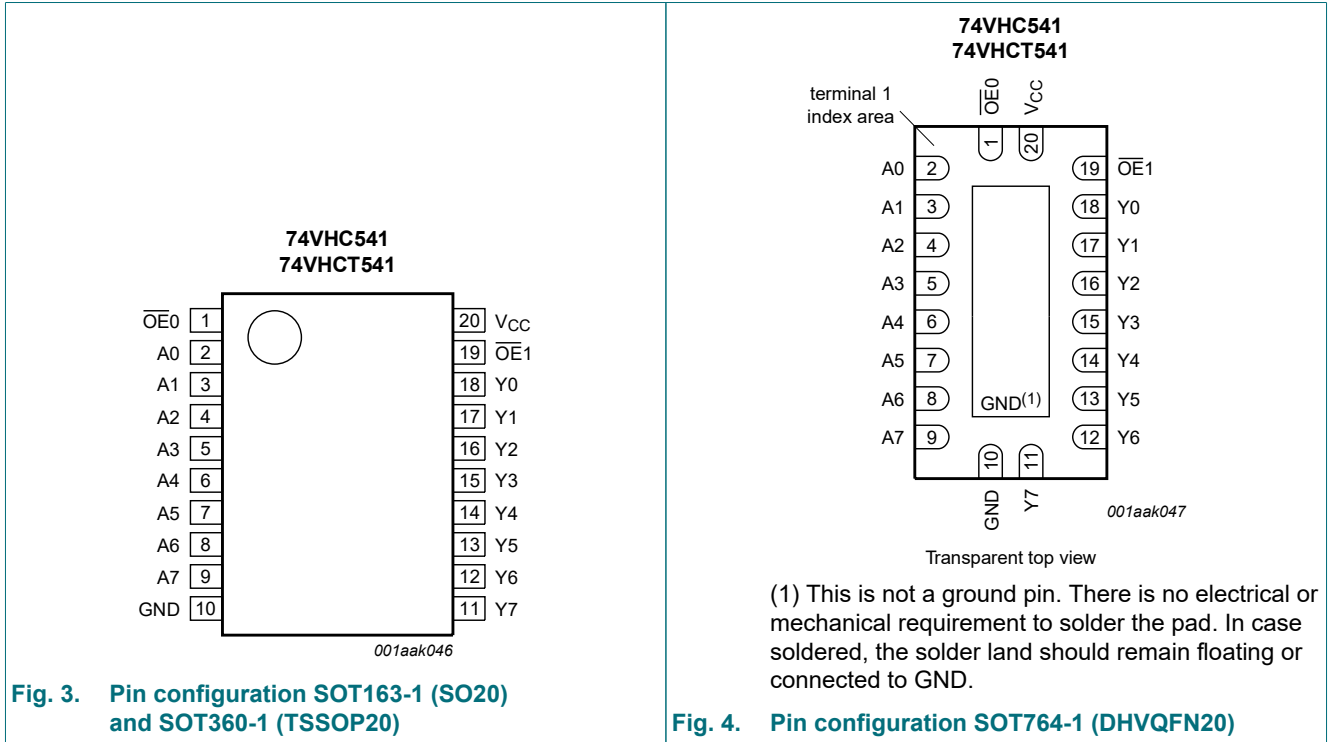 74VHC541
74VHCT541
OE0 1
A0 2
A1 3
A2 4
A3 5
A4 6
A5 7
A6 8
A7 9
GND 10
20 VCC
19 OE1
18 Y0
17 Y1
16 Y2
15 Y3
14 Y4
13 Y5
12 Y6
11 Y7
001aak046
Fig. 3. Pin configuration SOT163-1 (SO20)
and SOT360-1 (TSSOP20)
74VHC541
74VHCT541
terminal 1
index area
OE0
VCC
1
20
A0 2
A1 3
A2 4
A3 5
A4 6
A5 7
A6 8
A7 9
19 OE1
18 Y0
17 Y1
16 Y2
15 Y3
14 Y4
13 Y5
12 Y6
GND(1)
10
11
GND
Y7
001aak047
Transparent top view
(1) This is not a ground pin. There is no electrical or
mechanical requirement to solder the pad. In case
soldered, the solder land should remain floating or
connected to GND.
Fig. 4. Pin configuration SOT764-1 (DHVQFN20)